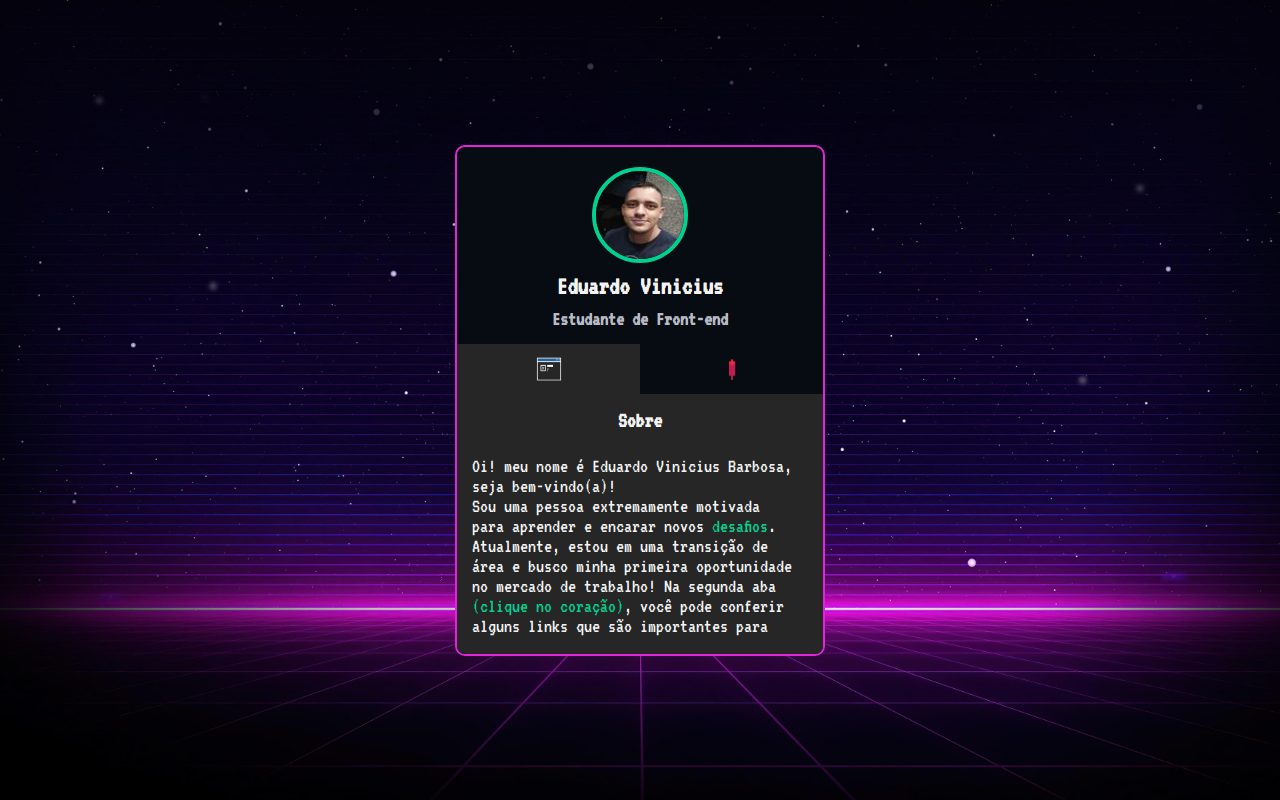 Eduardo Vinicius
Estudante de Front-end
Sobre
Oi! meu nome é Eduardo Vinicius Barbosa,
seja bem-vindo(a)!
Sou uma pessoa extremamente motivada
para aprender e encarar novos desafios.
Atualmente, estou em uma transição de
área e busco minha primeira oportunidade
no mercado de trabalho! Na segunda aba
(clique no coração), você pode conferir
alguns links que são importantes para